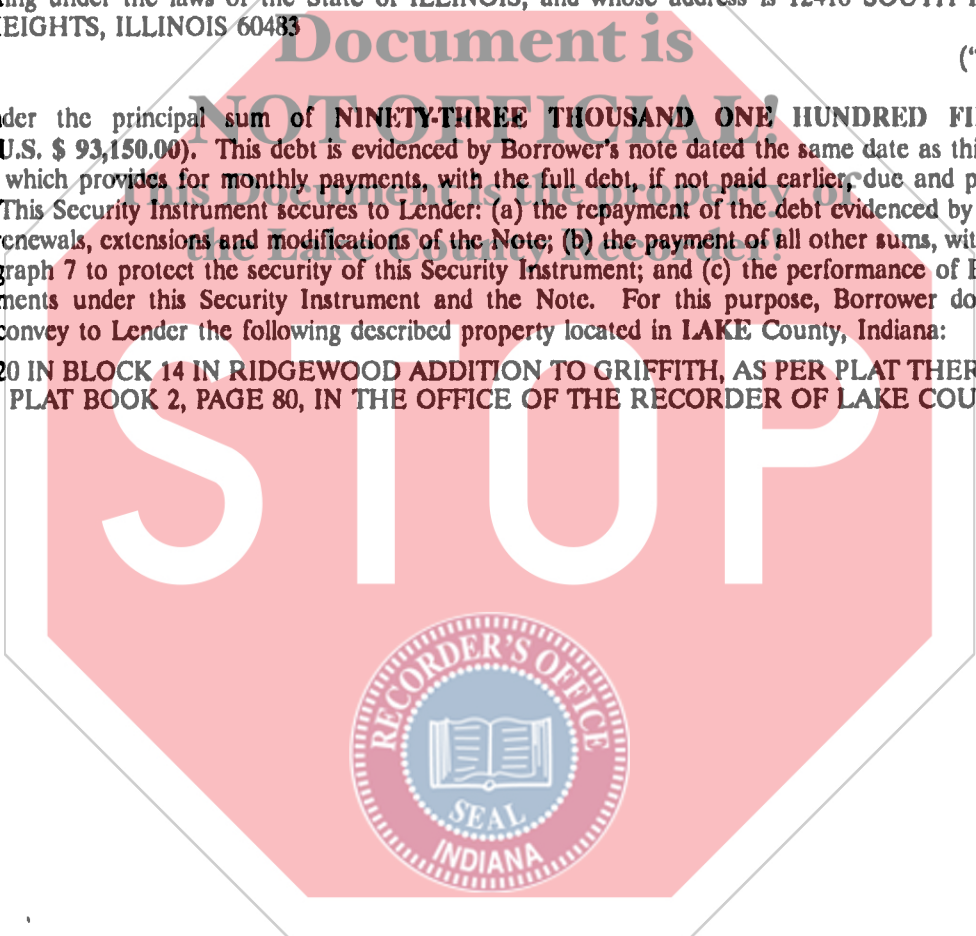 ing under the laws of the State of ILLINOIS, and whose address is 12416 SOUTH
EIGHTS, ILLINOIS 60483
("
der the principal sum of NINETY-THREE THOUSAND ONE HUNDRED FI
U.S. $ 93,150.00). This debt is evidenced by Borrower's note dated the same date as thi
which provides for monthly payments, with the full debt, if not paid earlier, due and p
This Security Instrument secures to Lender: (a) the repayment of the debt evidenced by
enewals, extensions and modifications of the Note; (b) the payment of all other sums, wit
graph 7 to protect the security of this Security Instrument; and (c) the performance of
ments under this Security Instrument and the Note. For this purpose, Borrower do
convey to Lender the following described property located in LAKE County, Indiana:
20 IN BLOCK 14 IN RIDGEWOOD ADDITION TO GRIFFITH, AS PER PLAT THER
PLAT BOOK 2, PAGE 80, IN THE OFFICE OF THE RECORDER OF LAKE COU
Document is
NOT OFFICIAL!
This Document is the property of
the Lake County Recorder!
STOP
RECORDER'S OFFICE
SEAL
INDIANA